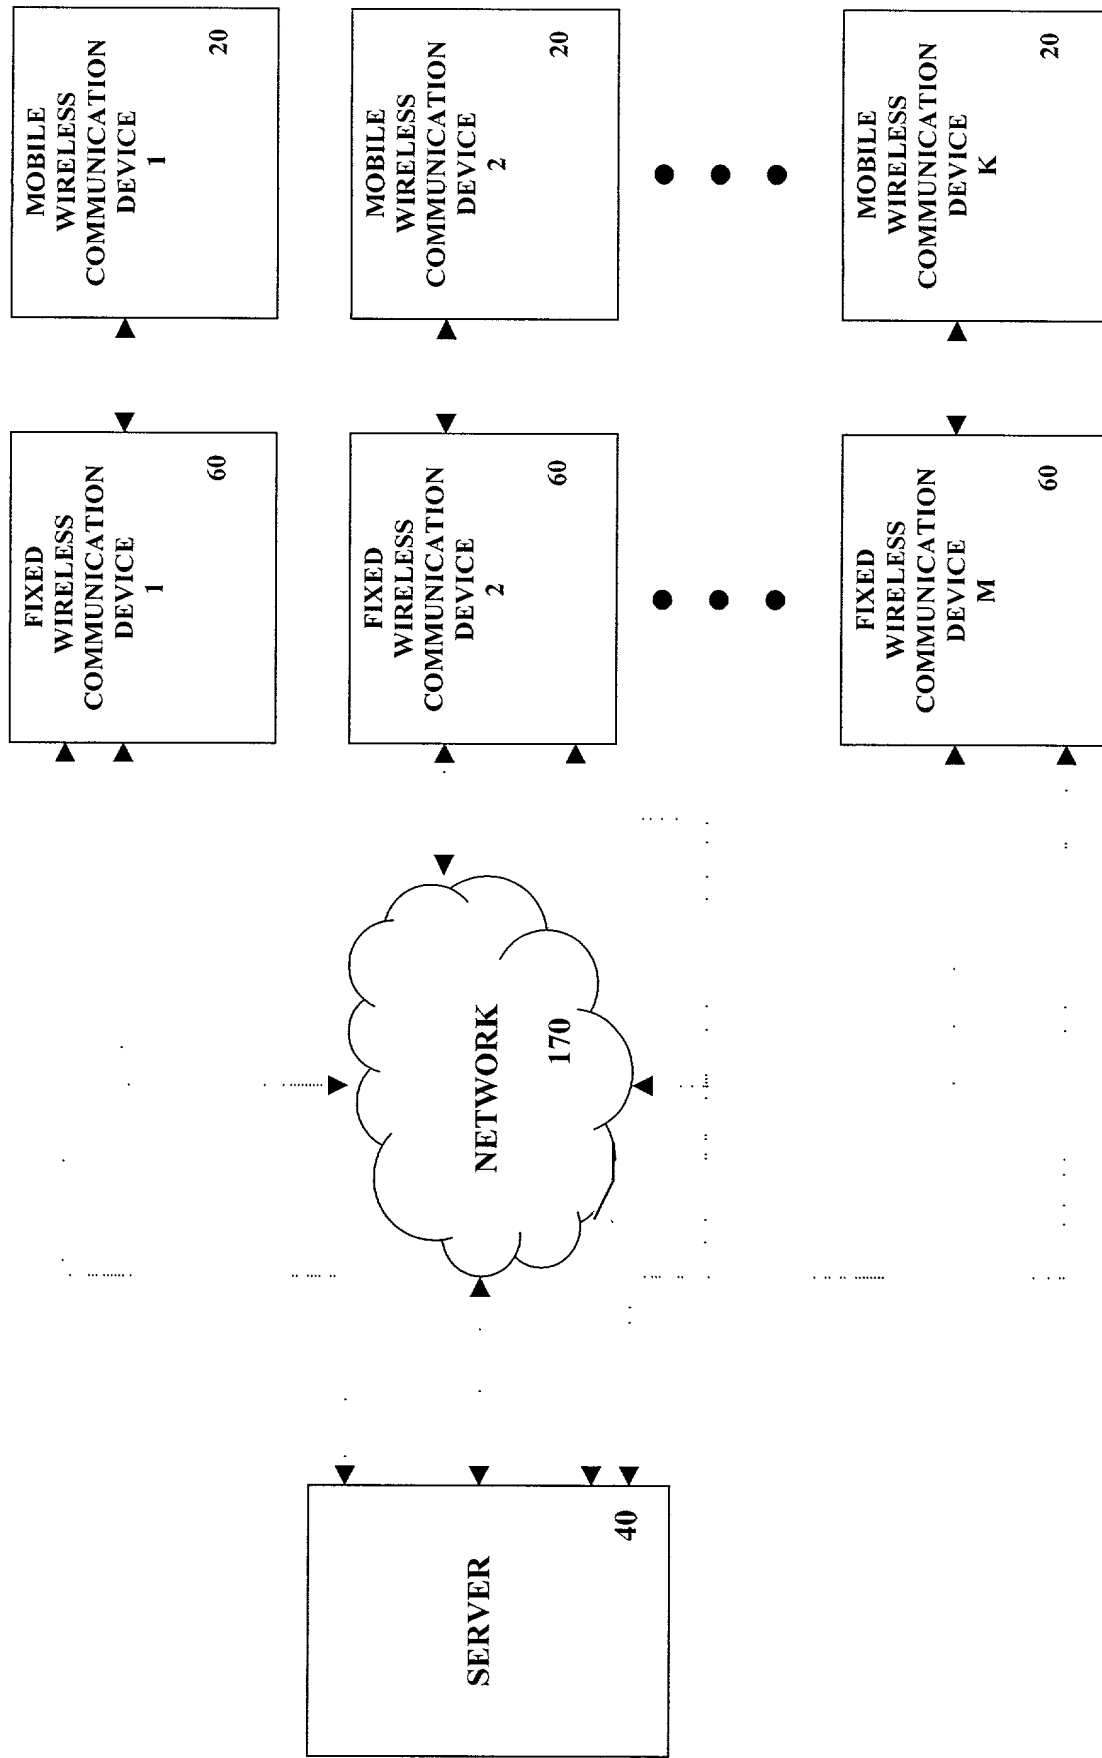 SERVER
40
NETWORK
170
FIXED
WIRELESS
COMMUNICATION
DEVICE
1
60
FIXED
WIRELESS
COMMUNICATION
DEVICE
2
60
FIXED
WIRELESS
COMMUNICATION
DEVICE
M
60
MOBILE
WIRELESS
COMMUNICATION
DEVICE
1
20
MOBILE
WIRELESS
COMMUNICATION
DEVICE
2
20
MOBILE
WIRELESS
COMMUNICATION
DEVICE
K
20